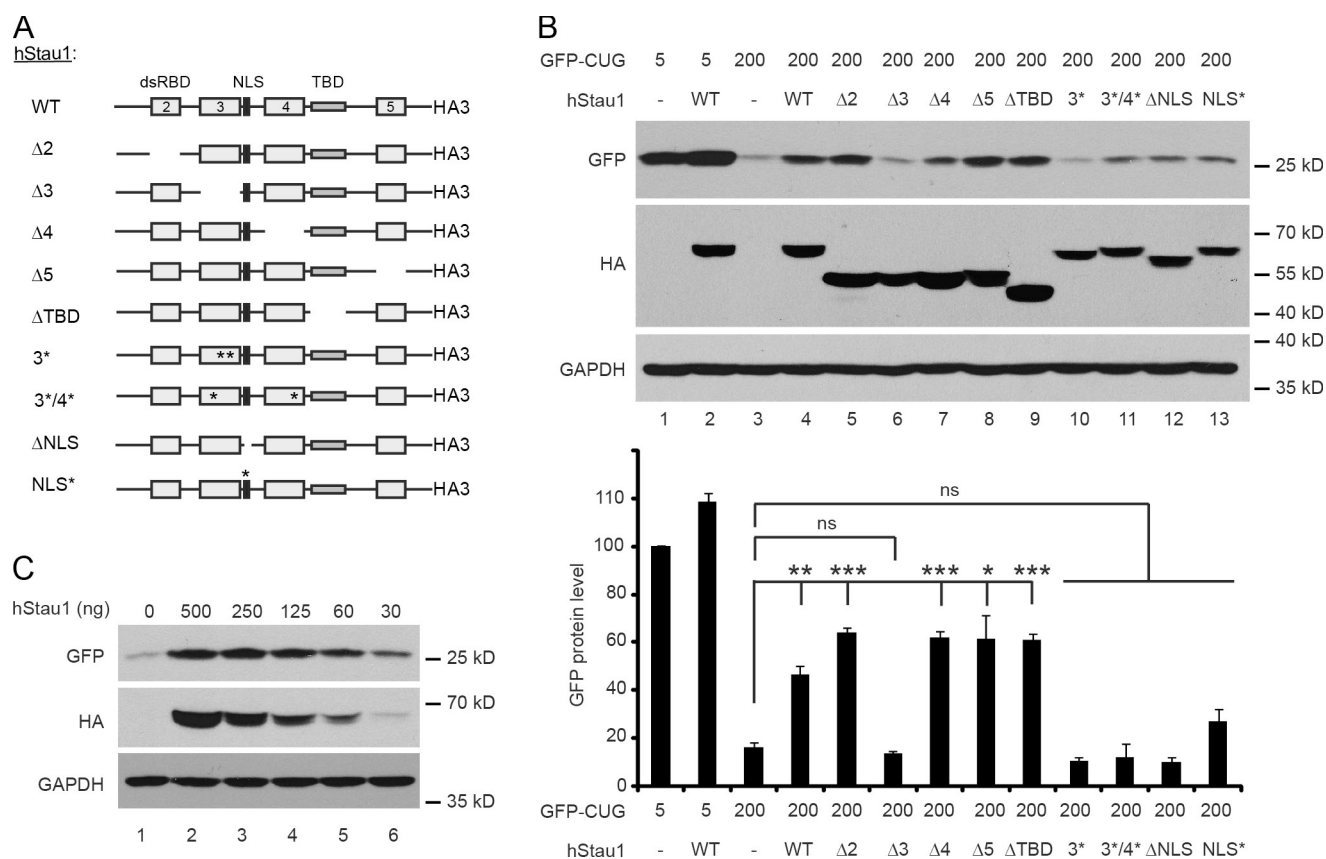 A
hStau1:
dsRBD NLS TBD
WT 2 3 4 5 HA3
Δ2 HA3
Δ3 HA3
Δ4 HA3
Δ5 HA3
ΔTBD HA3
3* ** HA3
3*/4* * * HA3
ΔNLS HA3
*
NLS* HA3
B
GFP-CUG 5 5 200 200 200 200 200 200 200 200 200 200 200
hStau1 - WT - WT Δ2 Δ3 Δ4 Δ5 ΔTBD 3* 3*/4* ΔNLS NLS*
GFP 25 kD
70 kD
HA 55 kD
40 kD
40 kD
GAPDH
35 kD
1 2 3 4 5 6 7 8 9 10 11 12 13
GFP protein level
110
100
80
60
40
20
0
ns
ns
** *** *** * ***
GFP-CUG 5 5 200 200 200 200 200 200 200 200 200 200 200
hStau1 - WT - WT Δ2 Δ3 Δ4 Δ5 ΔTBD 3* 3*/4* ΔNLS NLS*
C
hStau1 (ng) 0 500 250 125 60 30
GFP 25 kD
70 kD
HA
GAPDH
35 kD
1 2 3 4 5 6